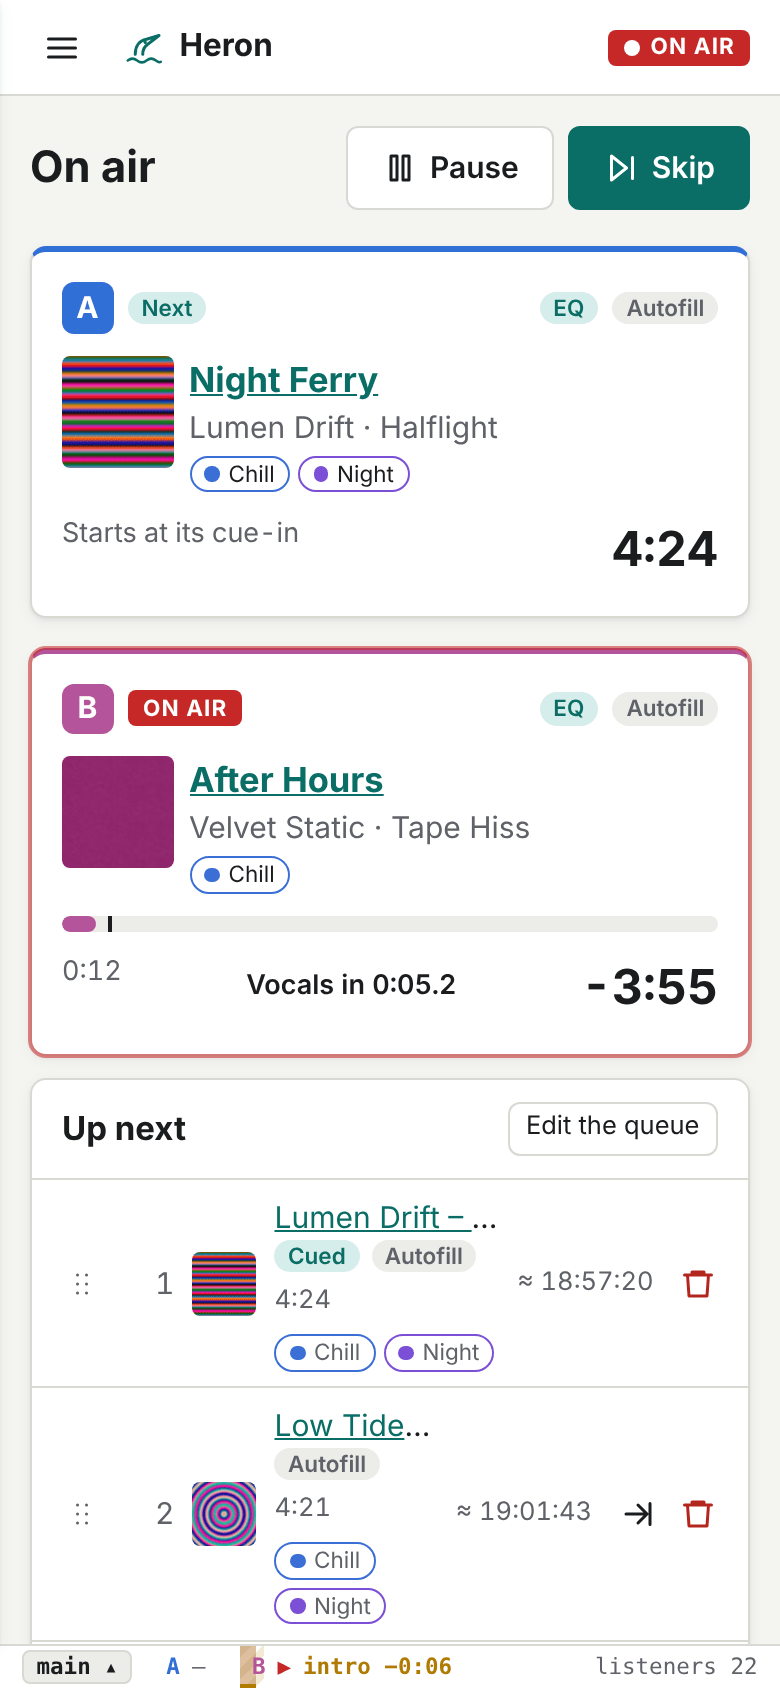 Heron
ON AIR
On air
Pause
Skip
A
Next
EQ
Autofill
Night Ferry
Lumen Drift · Halflight
Chill
Night
Starts at its cue-in
4:24
B
ON AIR
EQ
Autofill
After Hours
Velvet Static · Tape Hiss
Chill
0:12
Vocals in 0:05.2
-3:55
Up next
Edit the queue
1
Lumen Drift – ...
Cued
Autofill
4:24
≈ 18:57:20
Chill
Night
2
Low Tide...
Autofill
4:21
≈ 19:01:43
Chill
Night
main ▴
A –
B ▶ intro –0:06
listeners 22